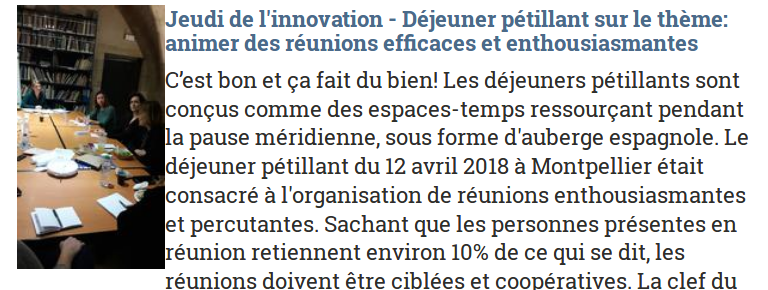 Jeudi de l'innovation - Déjeuner pétillant sur le thème:
animer des réunions efficaces et enthousiasmantes
C’est bon et ça fait du bien! Les déjeuners pétillants sont
conçus comme des espaces-temps ressourçant pendant
la pause méridienne, sous forme d'auberge espagnole. Le
déjeuner pétillant du 12 avril 2018 à Montpellier était
consacré à l'organisation de réunions enthousiasmantes
et percutantes. Sachant que les personnes présentes en
réunion retiennent environ 10% de ce qui se dit, les
réunions doivent être ciblées et coopératives. La clef du